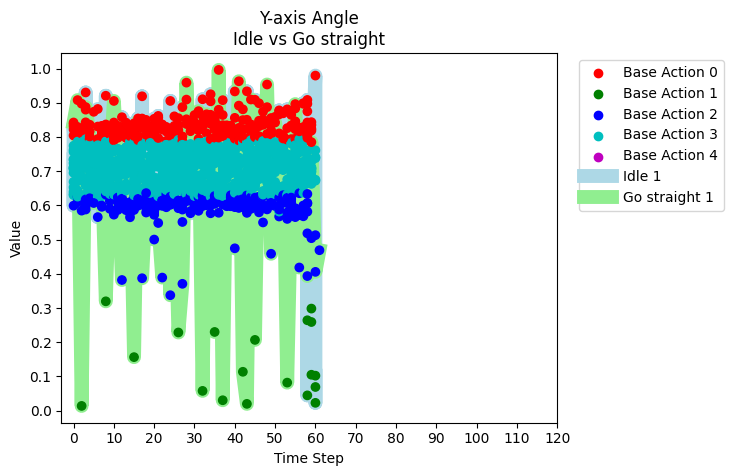 Y-axis Angle
Idle vs Go straight
1.0
0.9
0.8
0.7
0.6
0.5
0.4
0.3
0.2
0.1
0.0
Value
0 10 20 30 40 50 60 70 80 90 100 110 120
Time Step
Base Action 0
Base Action 1
Base Action 2
Base Action 3
Base Action 4
Idle 1
Go straight 1